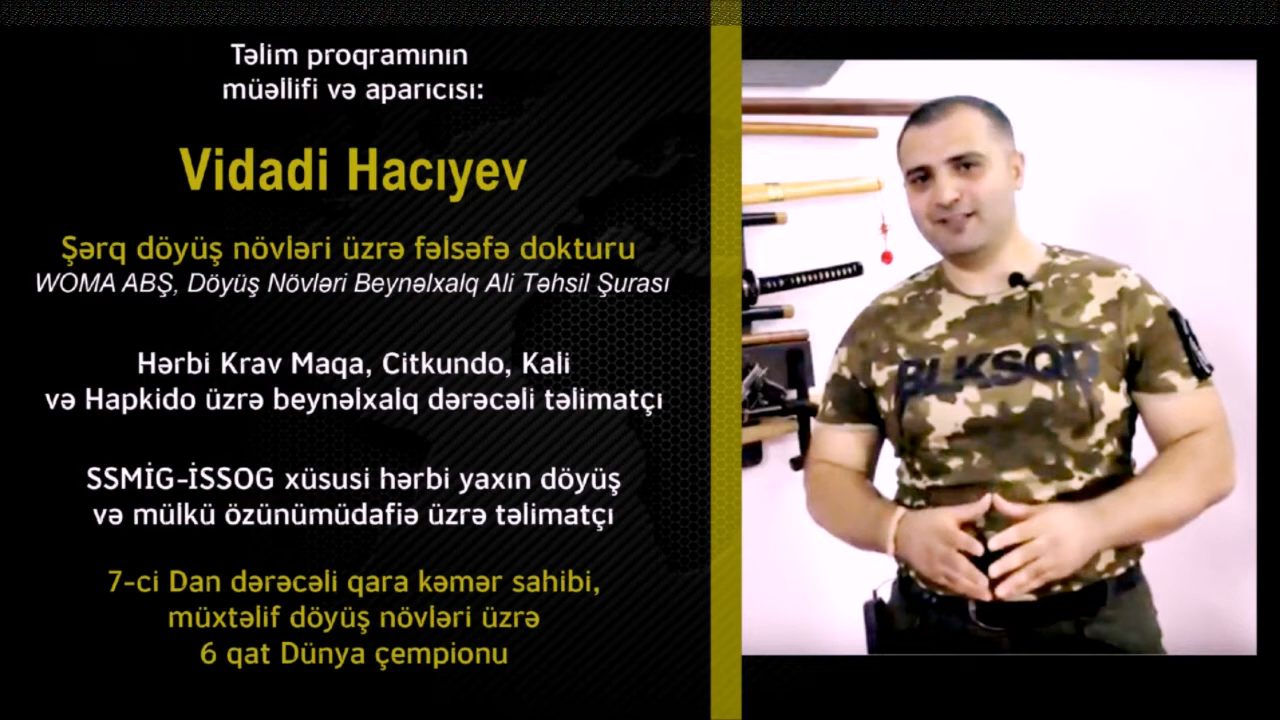 Təlim proqramının
müəllifi və aparıcısı:
Vidadi Hacıyev
Şərq döyüş növləri üzrə fəlsəfə dokturu
WOMA ABŞ, Döyüş Növləri Beynəlxalq Ali Təhsil Şurası
Hərbi Krav Maqa, Citkundo, Kali
və Hapkido üzrə beynəlxalq dərəcəli təlimatçı
SSMİG-İSSOG xüsusi hərbi yaxın döyüş
və mülkü özünümüdafiə üzrə təlimatçı
7-ci Dan dərəcəli qara kəmər sahibi,
müxtəlif döyüş növləri üzrə
6 qat Dünya çempionu
BLKSQD